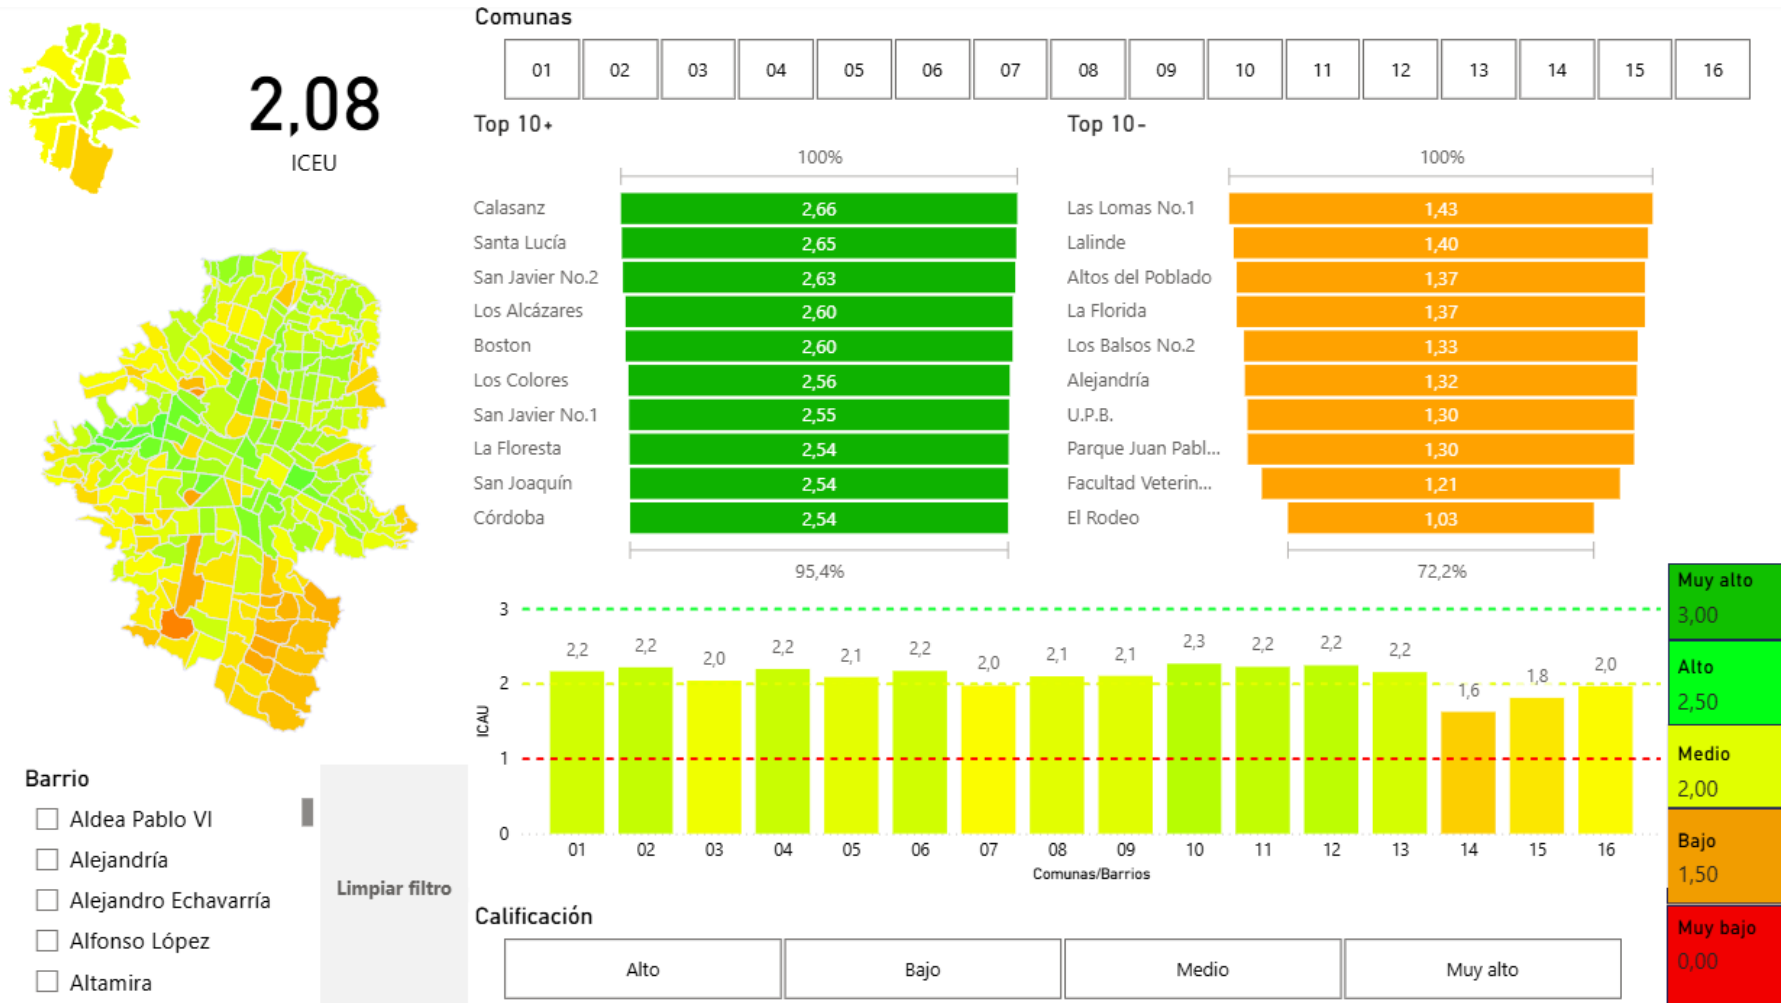 Comunas
01 02 03 04 05 06 07 08 09 10 11 12 13 14 15 16
2,08
ICEU
Top 10+
100%
Calasanz 2,66
Santa Lucía 2,65
San Javier No.2 2,63
Los Alcázares 2,60
Boston 2,60
Los Colores 2,56
San Javier No.1 2,55
La Floresta 2,54
San Joaquín 2,54
Córdoba 2,54
95,4%
Top 10-
100%
Las Lomas No.1 1,43
Lalinde 1,40
Altos del Poblado 1,37
La Florida 1,37
Los Balsos No.2 1,33
Alejandría 1,32
U.P.B. 1,30
Parque Juan Pabl... 1,30
Facultad Veterin... 1,21
El Rodeo 1,03
72,2%
3
2
1
0
ICAU
2,2 2,2 2,0 2,2 2,1 2,2 2,0 2,1 2,1 2,3 2,2 2,2 2,2 1,6 1,8 2,0
01 02 03 04 05 06 07 08 09 10 11 12 13 14 15 16
Comunas/Barrios
Muy alto
3,00
Alto
2,50
Medio
2,00
Bajo
1,50
Muy bajo
0,00
Barrio
Aldea Pablo VI
Alejandría
Alejandro Echavarría
Alfonso López
Altamira
Limpiar filtro
Calificación
Alto Bajo Medio Muy alto